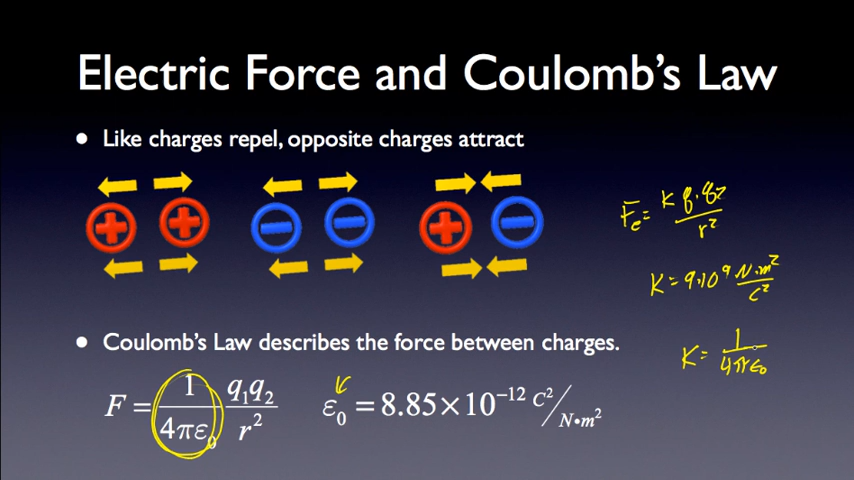 Electric Force and Coulomb's Law
• Like charges repel, opposite charges attract
Fe = K q1·q2 / r²
K = 9·10⁹ N·m² / C²
• Coulomb's Law describes the force between charges.
K = 1 / 4πε₀
F = 1 / 4πε₀ q₁q₂ / r²
ε₀ = 8.85×10⁻¹² C² / N•m²